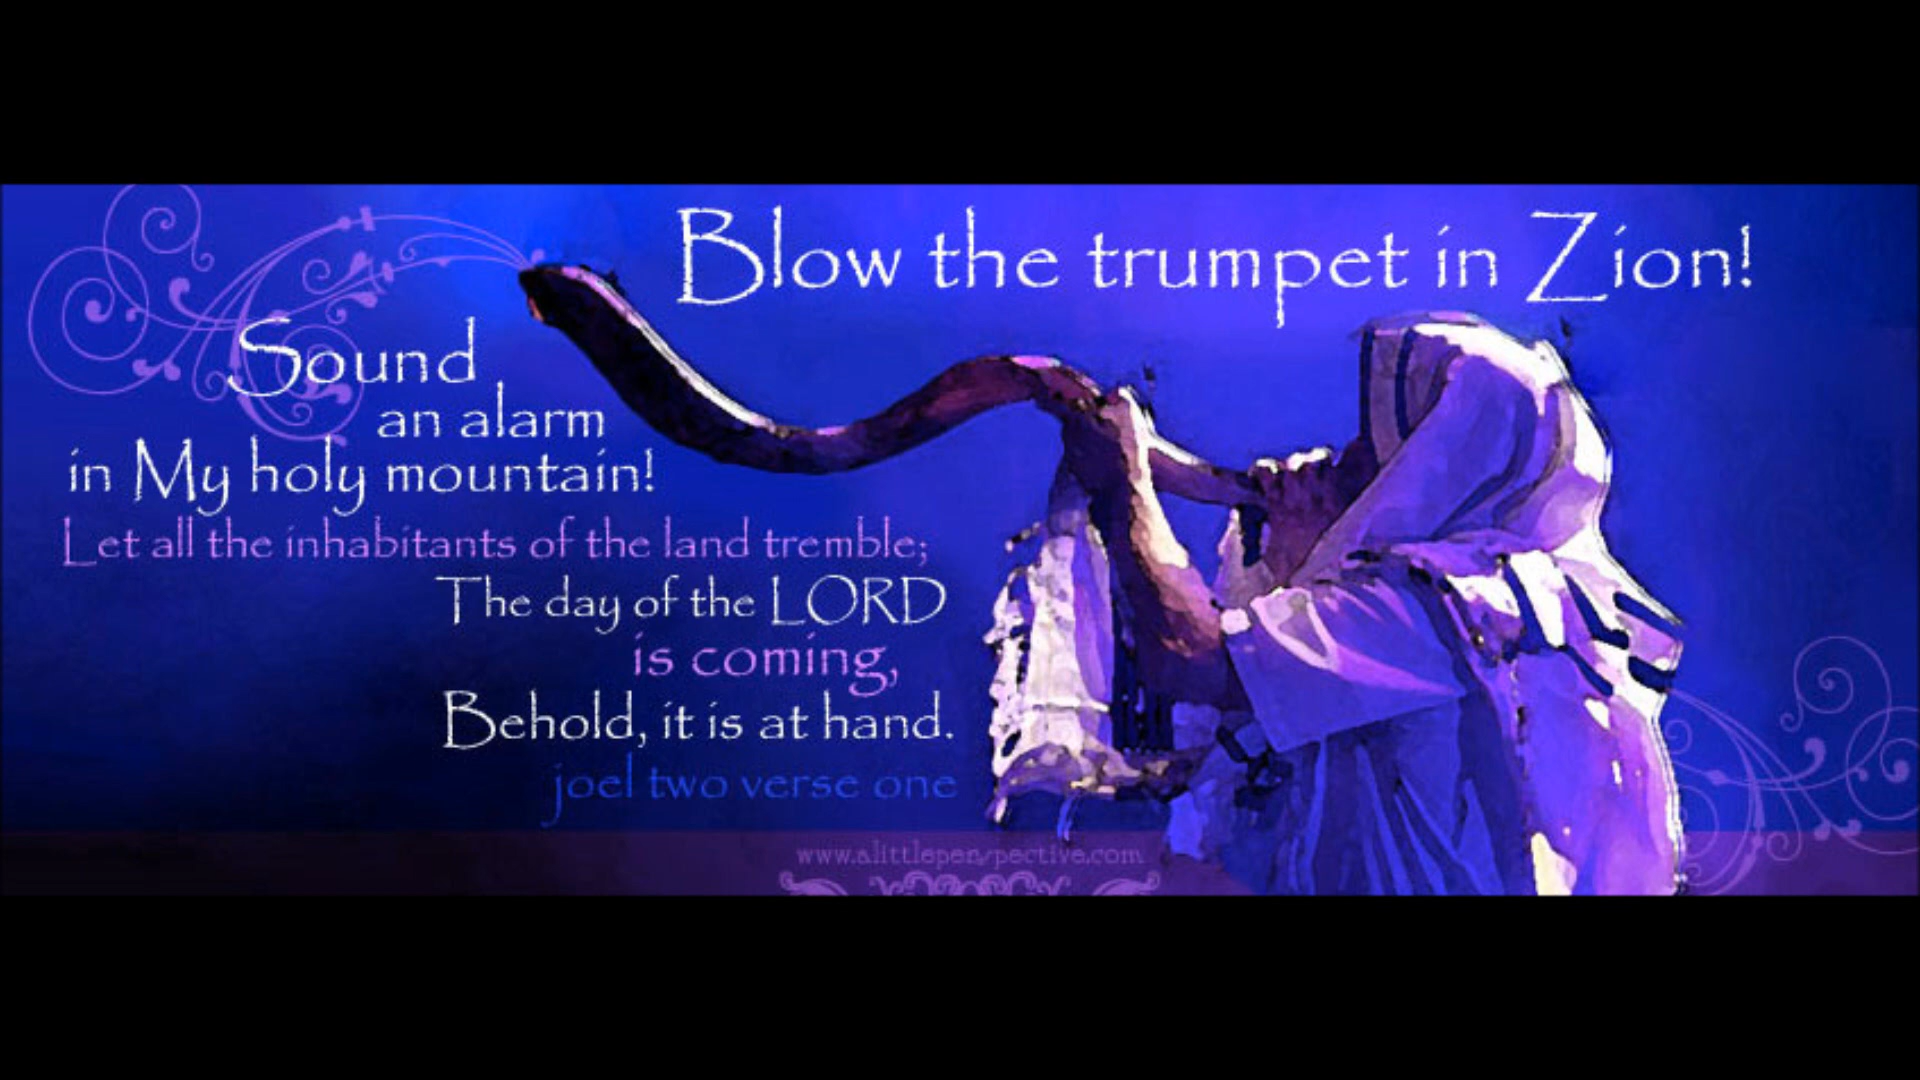 Blow the trumpet in Zion!
Sound
an alarm
in My holy mountain!
Let all the inhabitants of the land tremble;
The day of the LORD
is coming,
Behold, it is at hand.
joel two verse one
www.alittleperspective.com